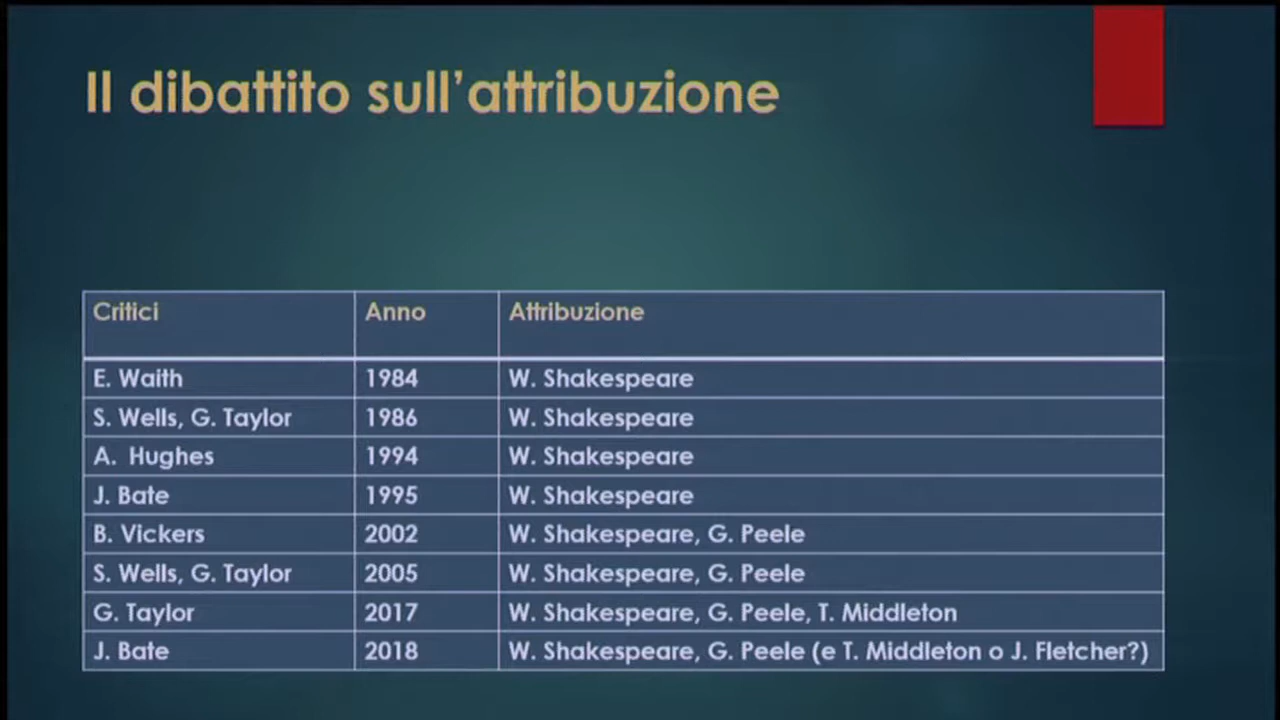 Il dibattito sull'attribuzione
Critici Anno Attribuzione
E. Waith 1984 W. Shakespeare
S. Wells, G. Taylor 1986 W. Shakespeare
A. Hughes 1994 W. Shakespeare
J. Bate 1995 W. Shakespeare
B. Vickers 2002 W. Shakespeare, G. Peele
S. Wells, G. Taylor 2005 W. Shakespeare, G. Peele
G. Taylor 2017 W. Shakespeare, G. Peele, T. Middleton
J. Bate 2018 W. Shakespeare, G. Peele (e T. Middleton o J. Fletcher?)